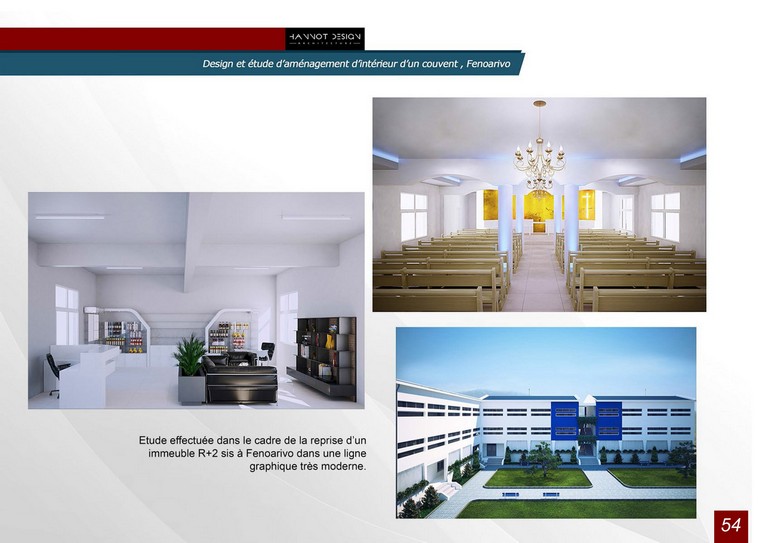 HANNOT DESIGN
ARCHITECTURE
Design et étude d'aménagement d'intérieur d'un couvent , Fenoarivo
Etude effectuée dans le cadre de la reprise d'un
immeuble R+2 sis à Fenoarivo dans une ligne
graphique très moderne.
54